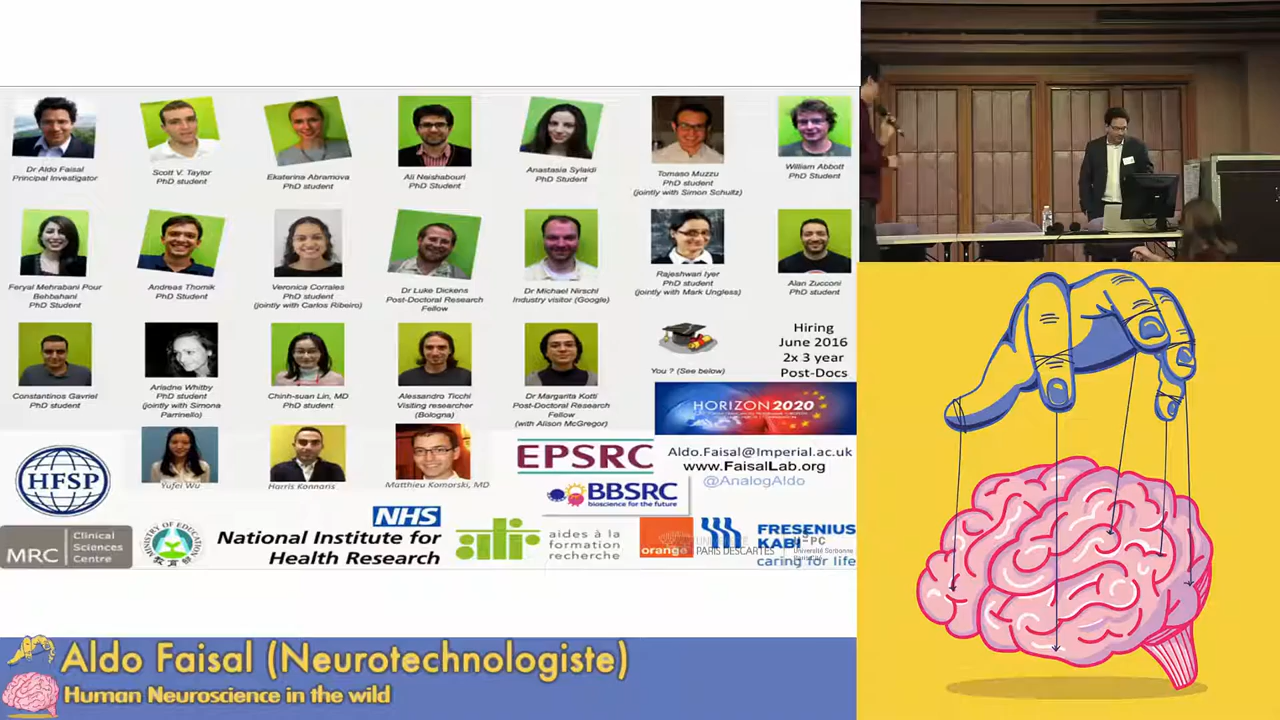 Dr Aldo Faisal
Principal Investigator
Scott V. Taylor
PhD student
Ekaterina Abramova
PhD student
Ali Neishabouri
PhD Student
Anastasia Sylaidi
PhD Student
Tomaso Muzzu
PhD student
(jointly with Simon Schultz)
William Abbott
PhD Student
Feryal Mehrabani Pour
Behbahani
PhD Student
Andreas Thomik
PhD Student
Veronica Corrales
PhD student
(jointly with Carlos Ribeiro)
Dr Luke Dickens
Post-Doctoral Research
Fellow
Dr Michael Nirschl
Industry visitor (Google)
Rajeshwari Iyer
PhD student
(jointly with Mark Ungless)
Alan Zucconi
PhD student
Constantinos Gavriel
PhD student
Ariadne Whitby
PhD student
(jointly with Simona
Parrinello)
Chinh-suan Lin, MD
PhD student
Alessandro Ticchi
Visiting researcher
(Bologna)
Dr Margarita Kotti
Post-Doctoral Research
Fellow
(with Alison McGregor)
You ? (See below)
Hiring
June 2016
2x 3 year
Post-Docs
HORIZON 2020
Yufei Wu
Harris Konnaris
Matthieu Komorski, MD
HFSP
EPSRC
Aldo.Faisal@Imperial.ac.uk
www.FaisalLab.org
@AnalogAldo
BBSRC
bioscience for the future
MRC
Clinical
Sciences
Centre
MINISTRY OF EDUCATION
教育部
NHS
National Institute for
Health Research
aides à la
formation
recherche
orange
PARIS DESCARTES
FRESENIUS
KABI
caring for life
Aldo Faisal (Neurotechnologiste)
Human Neuroscience in the wild